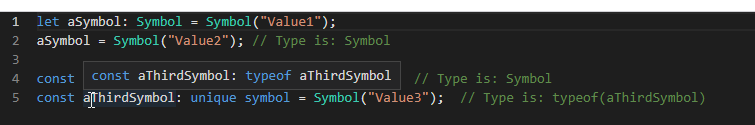 1 let aSymbol: Symbol = Symbol("Value1");
2 aSymbol = Symbol("Value2"); // Type is: Symbol
3
const aThirdSymbol: typeof aThirdSymbol
4 const // Type is: Symbol
5 const aThirdSymbol: unique symbol = Symbol("Value3"); // Type is: typeof(aThirdSymbol)